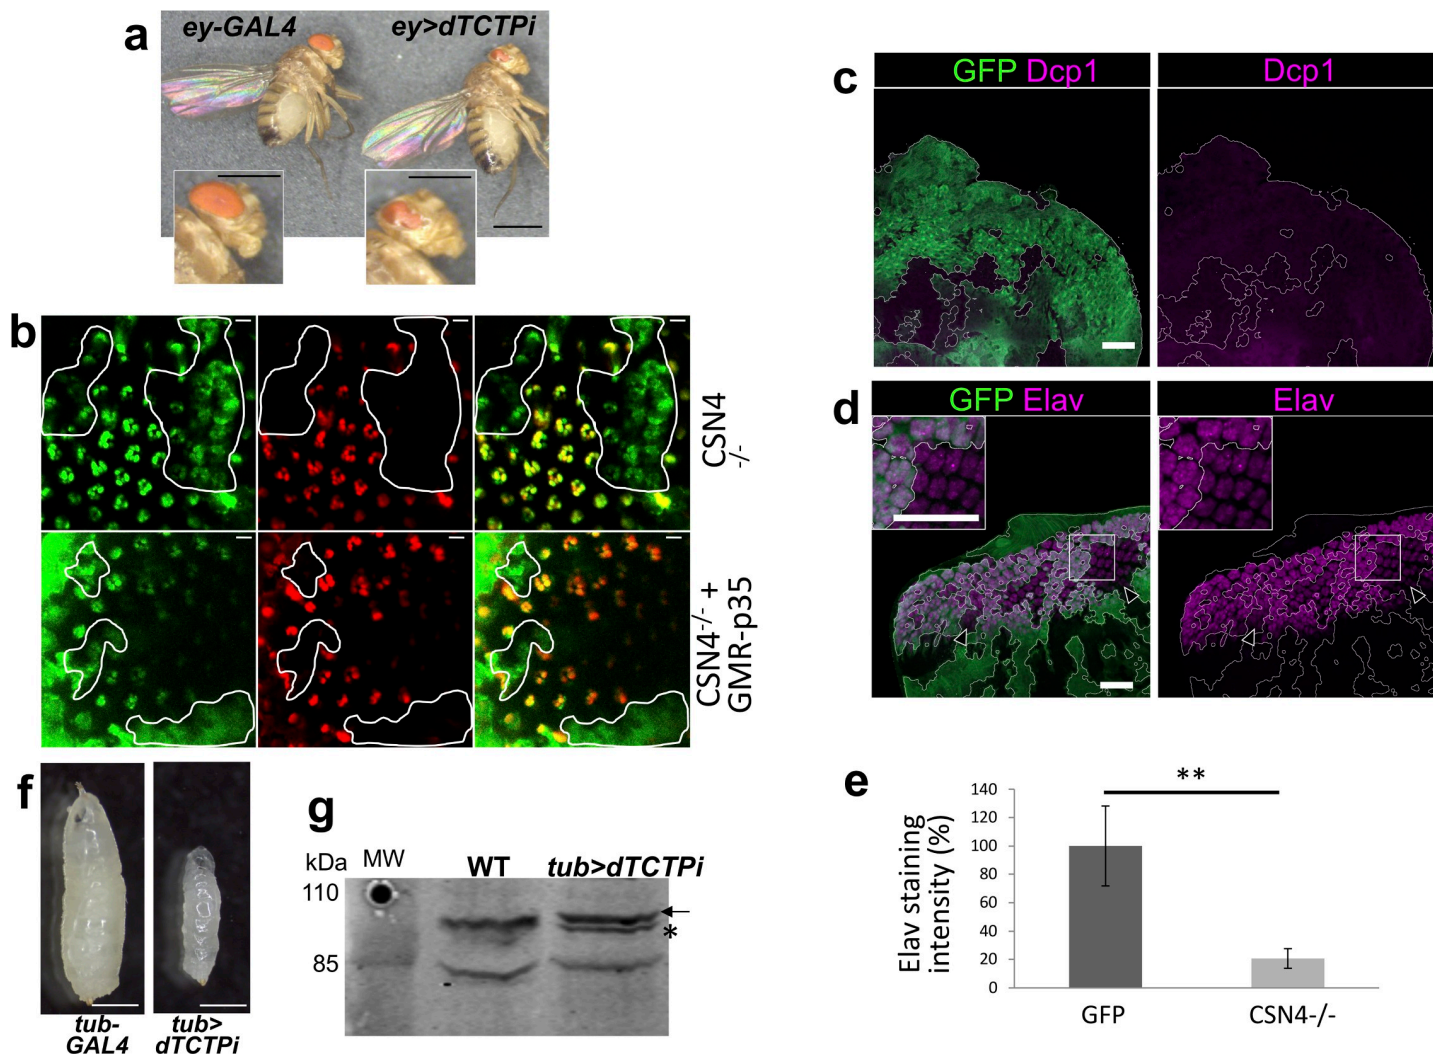 a
ey-GAL4
ey>dTCTPi
b
CSN4
-/-
CSN4-/- +
GMR-p35
c
GFP Dcp1
Dcp1
d
GFP Elav
Elav
e
Elav staining
intensity (%)
140
120
100
80
60
40
20
0
**
GFP
CSN4-/-
f
tub-
GAL4
tub>
dTCTPi
g
kDa
MW
WT
tub>dTCTPi
110
85
*